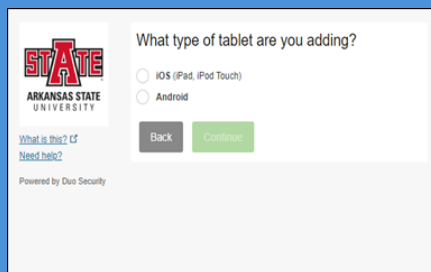 STATE
ARKANSAS STATE
UNIVERSITY
What is this?
Need help?
Powered by Duo Security
What type of tablet are you adding?
iOS (iPad, iPod Touch)
Android
Back
Continue